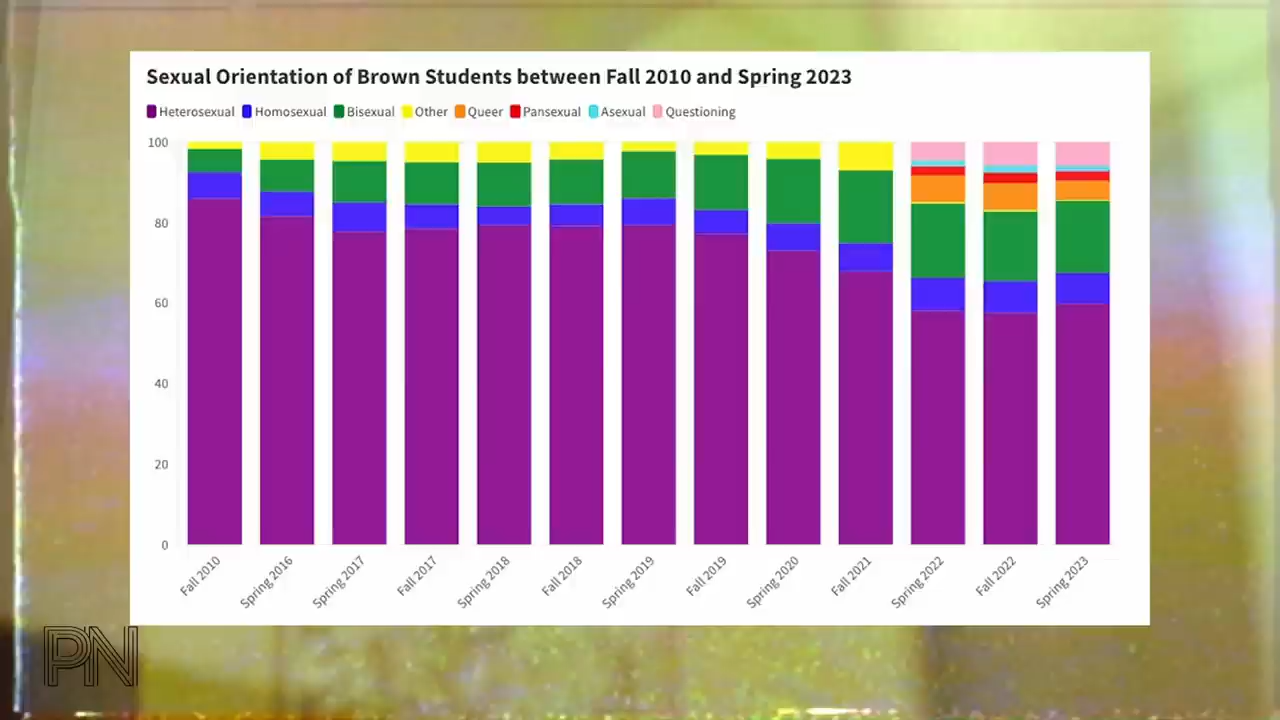 Sexual Orientation of Brown Students between Fall 2010 and Spring 2023
Heterosexual Homosexual Bisexual Other Queer Pansexual Asexual Questioning
100
80
60
40
20
0
Fall 2010 Spring 2016 Spring 2017 Fall 2017 Spring 2018 Fall 2018 Spring 2019 Fall 2019 Spring 2020 Fall 2021 Spring 2022 Fall 2022 Spring 2023
PN